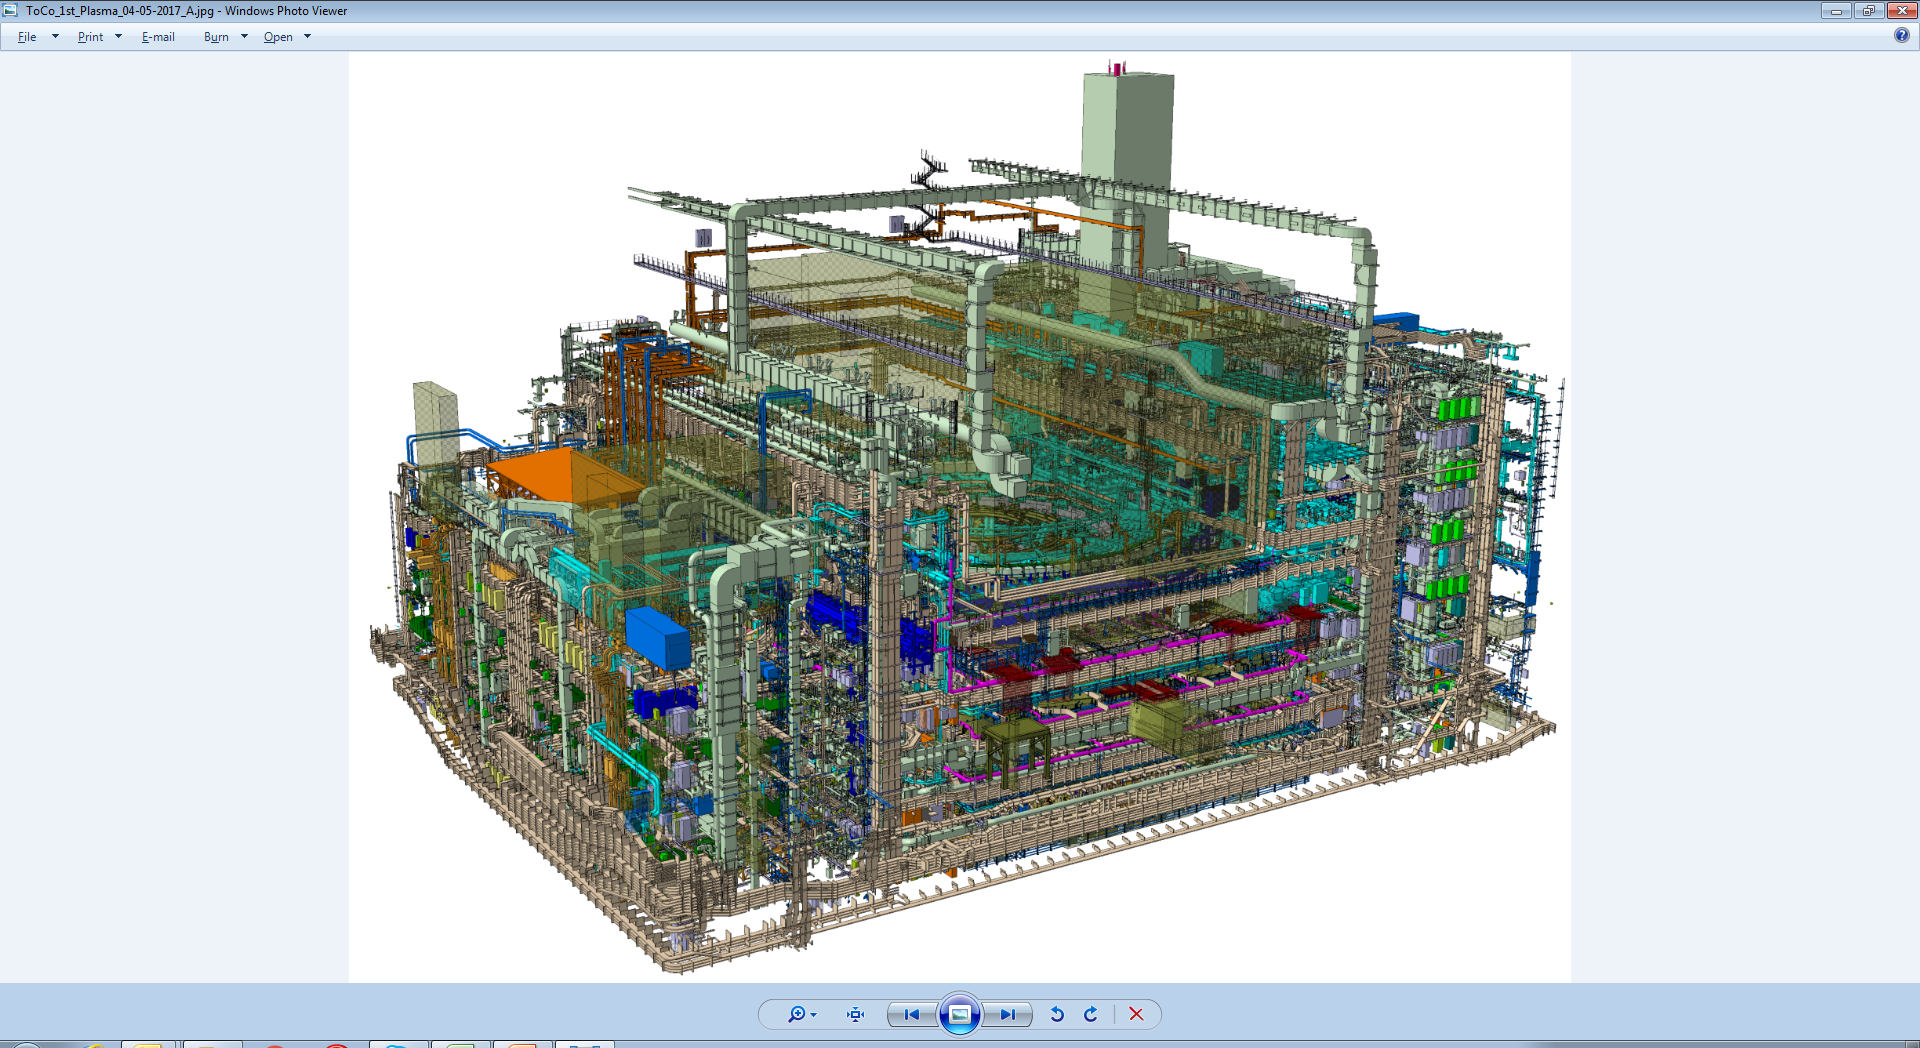 ToCo_1st_Plasma_04-05-2017_A.jpg - Windows Photo Viewer
File Print E-mail Burn Open
?